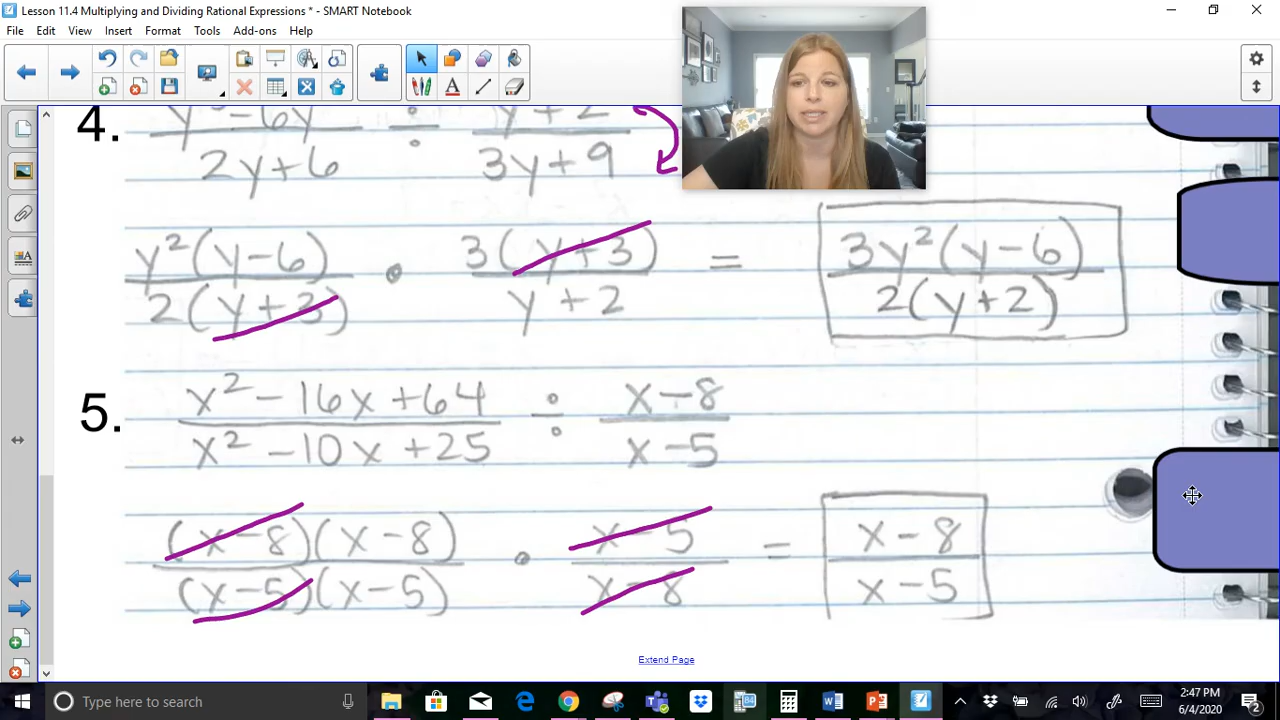 Lesson 11.4 Multiplying and Dividing Rational Expressions * - SMART Notebook
File Edit View Insert Format Tools Add-ons Help
4.
÷
2y+6 3y+9
y²(y-6) • 3(y+3) = 3y²(y-6)
2(y+3) y+2 2(y+2)
5. x²-16x+64 ÷ x-8
x²-10x+25 x-5
(x-8)(x-8) • x-5 = x-8
(x-5)(x-5) x-8 x-5
Extend Page
Type here to search
2:47 PM
6/4/2020
2